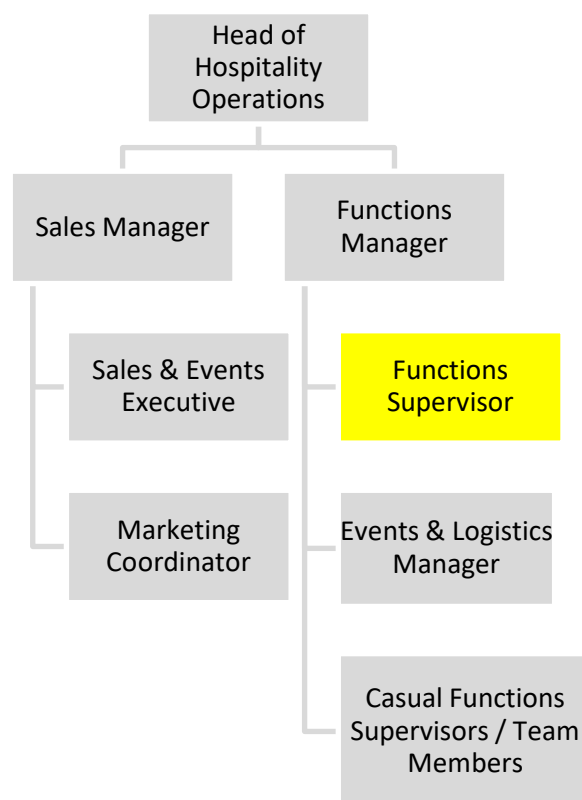 Head of
Hospitality
Operations
Sales Manager
Functions
Manager
Sales & Events
Executive
Functions
Supervisor
Marketing
Coordinator
Events & Logistics
Manager
Casual Functions
Supervisors / Team
Members